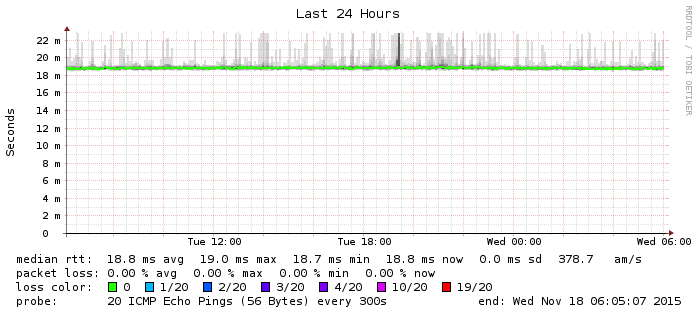 Last 24 Hours
RRDTOOL / TOBI OETIKER
Seconds
22 m
20 m
18 m
16 m
14 m
12 m
10 m
8 m
6 m
4 m
2 m
0
Tue 12:00 Tue 18:00 Wed 00:00 Wed 06:00
median rtt: 18.8 ms avg 19.0 ms max 18.7 ms min 18.8 ms now 0.0 ms sd 378.7 am/s
packet loss: 0.00 % avg 0.00 % max 0.00 % min 0.00 % now
loss color: 0 1/20 2/20 3/20 4/20 10/20 19/20
probe: 20 ICMP Echo Pings (56 Bytes) every 300s end: Wed Nov 18 06:05:07 2015